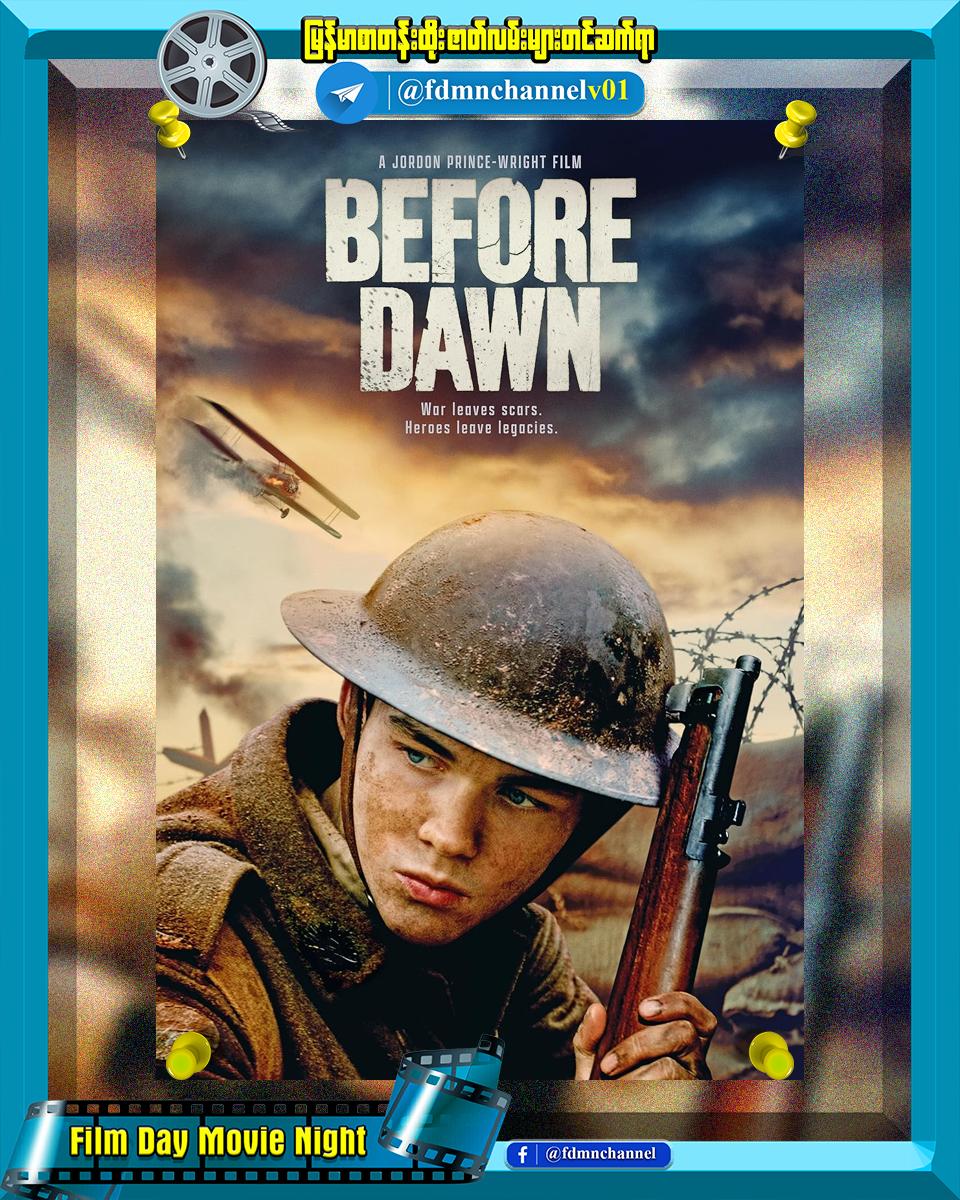 မြန်မာစာတန်းထိုးဇာတ်လမ်းများတင်ဆက်ရာ
@fdmnchannelv01
A JORDON PRINCE-WRIGHT FILM
BEFORE
DAWN
War leaves scars.
Heroes leave legacies.
Film Day Movie Night
@fdmnchannel